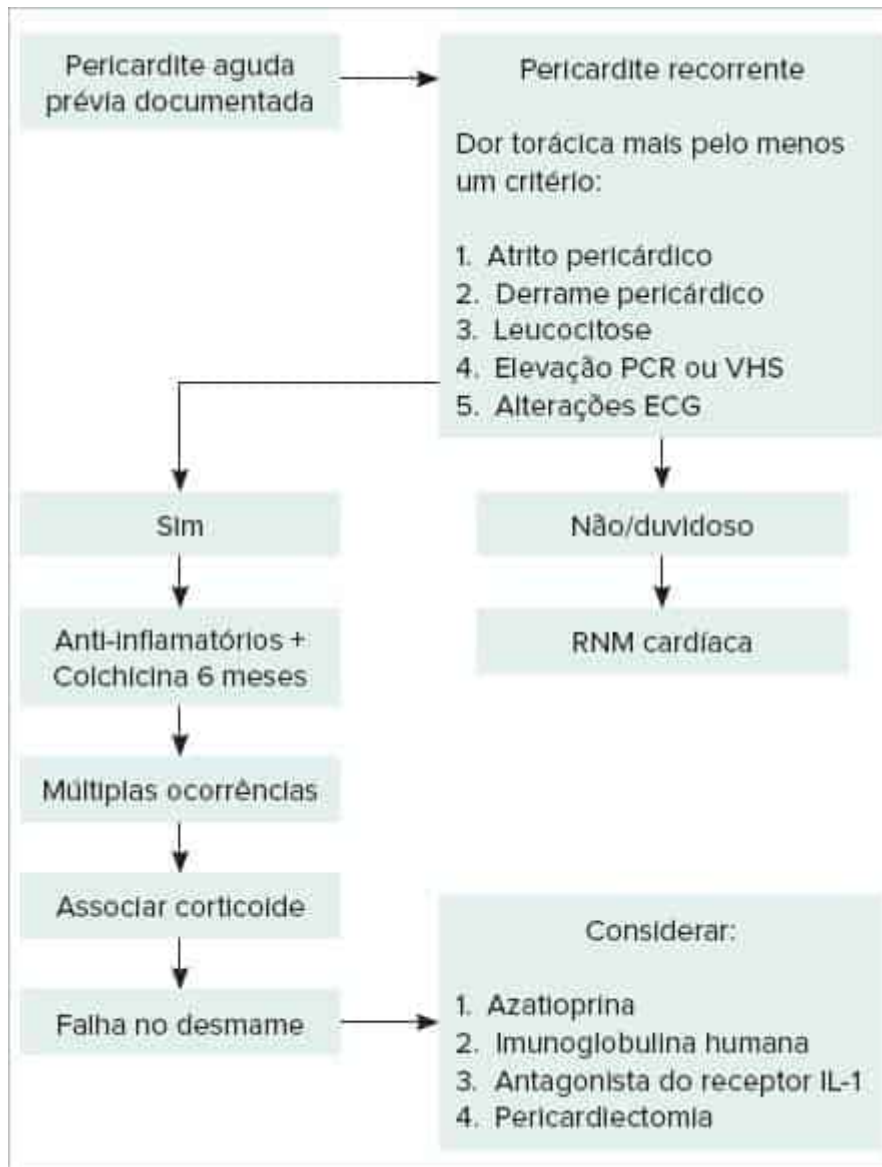 Pericardite aguda
prévia documentada
Pericardite recorrente
Dor torácica mais pelo menos
um critério:
1. Atrito pericárdico
2. Derrame pericárdico
3. Leucocitose
4. Elevação PCR ou VHS
5. Alterações ECG
Sim
Não/duvidoso
Anti-inflamatórios +
Colchicina 6 meses
RNM cardíaca
Múltiplas ocorrências
Associar corticoide
Falha no desmame
Considerar:
1. Azatioprina
2. Imunoglobulina humana
3. Antagonista do receptor IL-1
4. Pericardiectomia